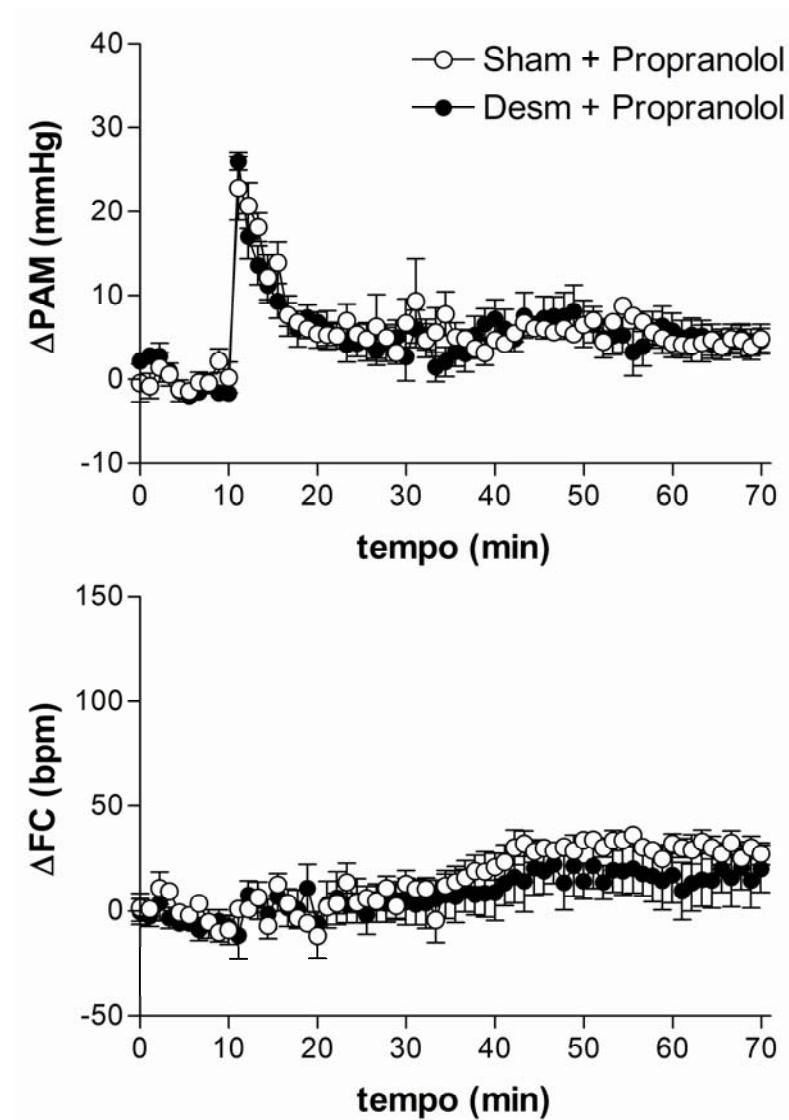 40
30
20
10
0
-10
ΔPAM (mmHg)
Sham + Propranolol
Desm + Propranolol
0 10 20 30 40 50 60 70
tempo (min)
150
100
50
0
-50
ΔFC (bpm)
0 10 20 30 40 50 60 70
tempo (min)